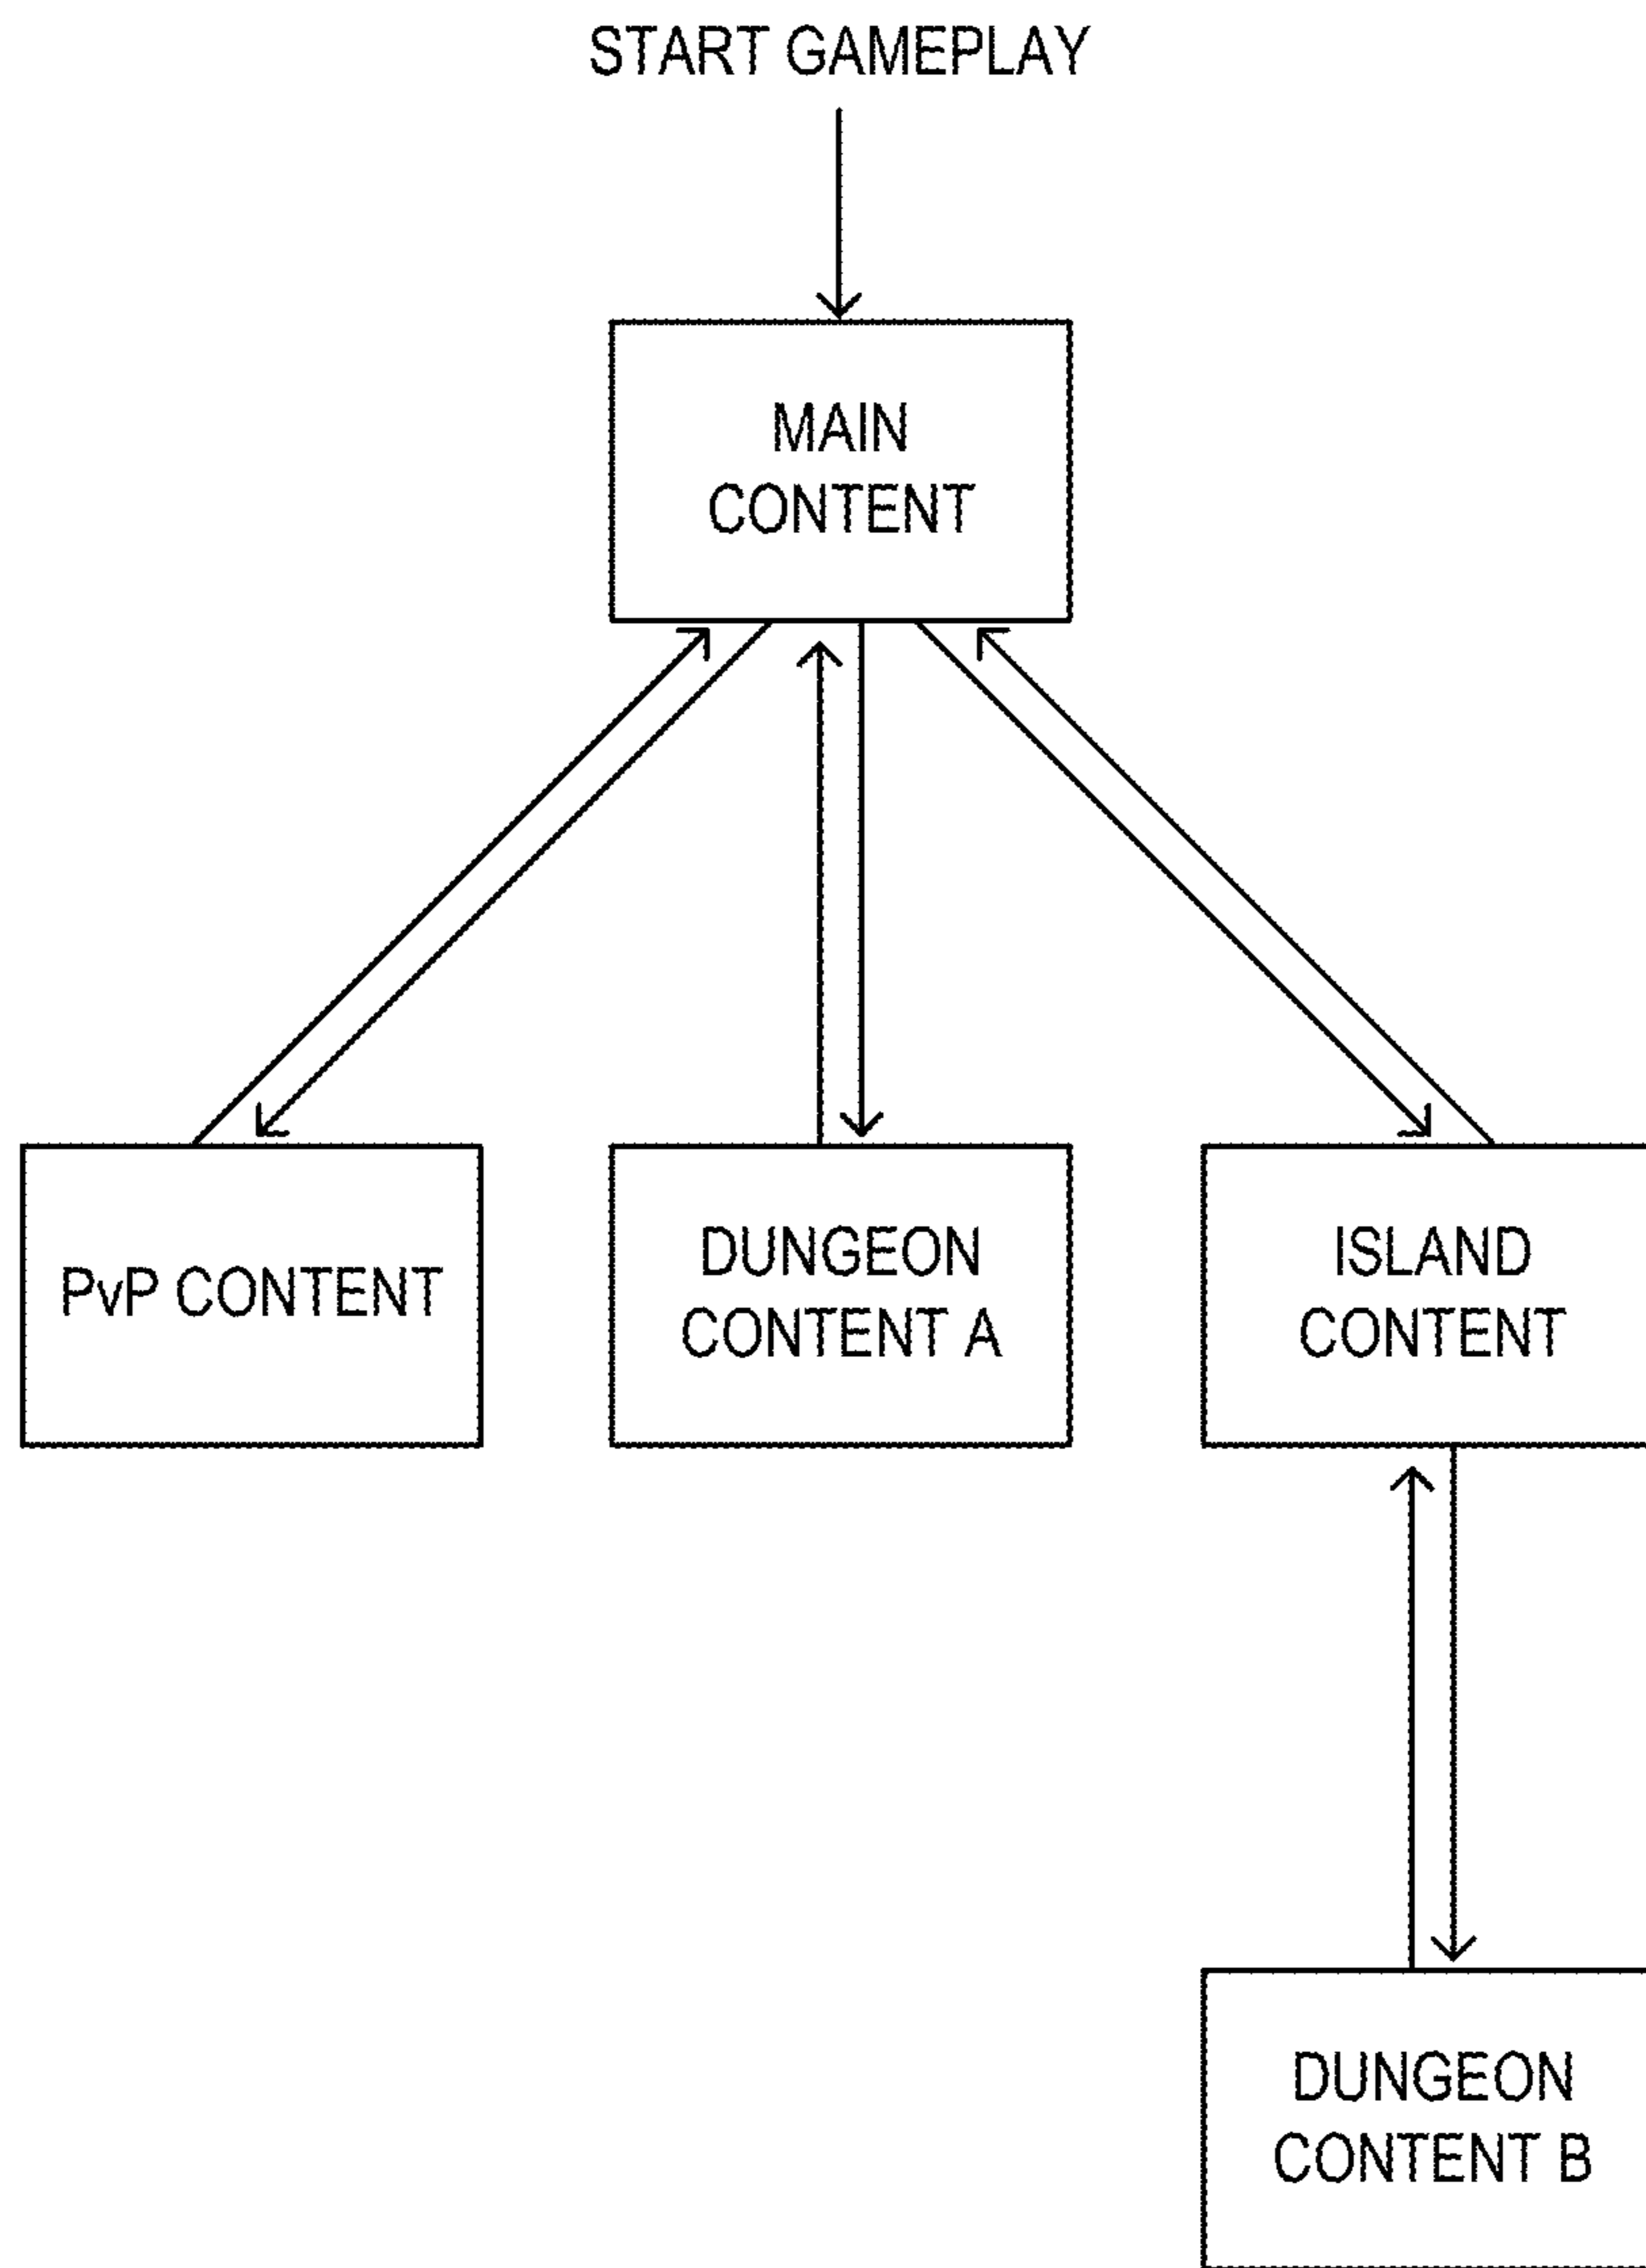 START GAMEPLAY
MAIN
CONTENT
PvP CONTENT
DUNGEON
CONTENT A
ISLAND
CONTENT
DUNGEON
CONTENT B